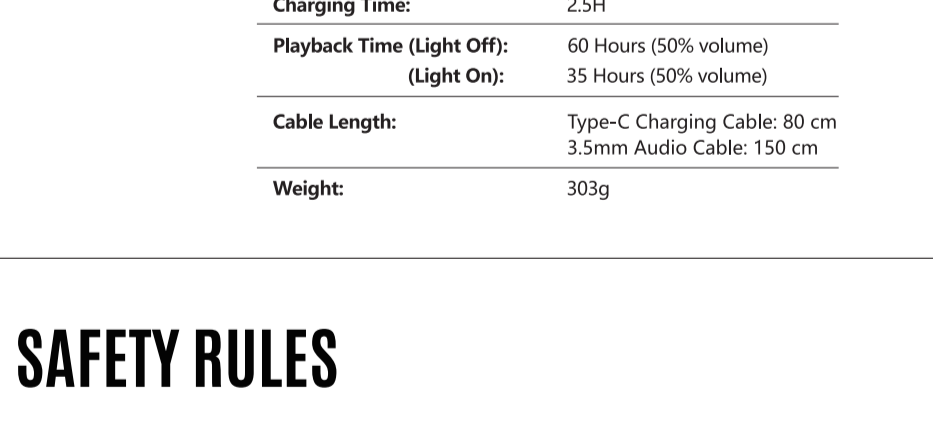 Charging Time: 2.5H
Playback Time (Light Off): 60 Hours (50% volume)
(Light On): 35 Hours (50% volume)
Cable Length: Type-C Charging Cable: 80 cm
3.5mm Audio Cable: 150 cm
Weight: 303g
SAFETY RULES